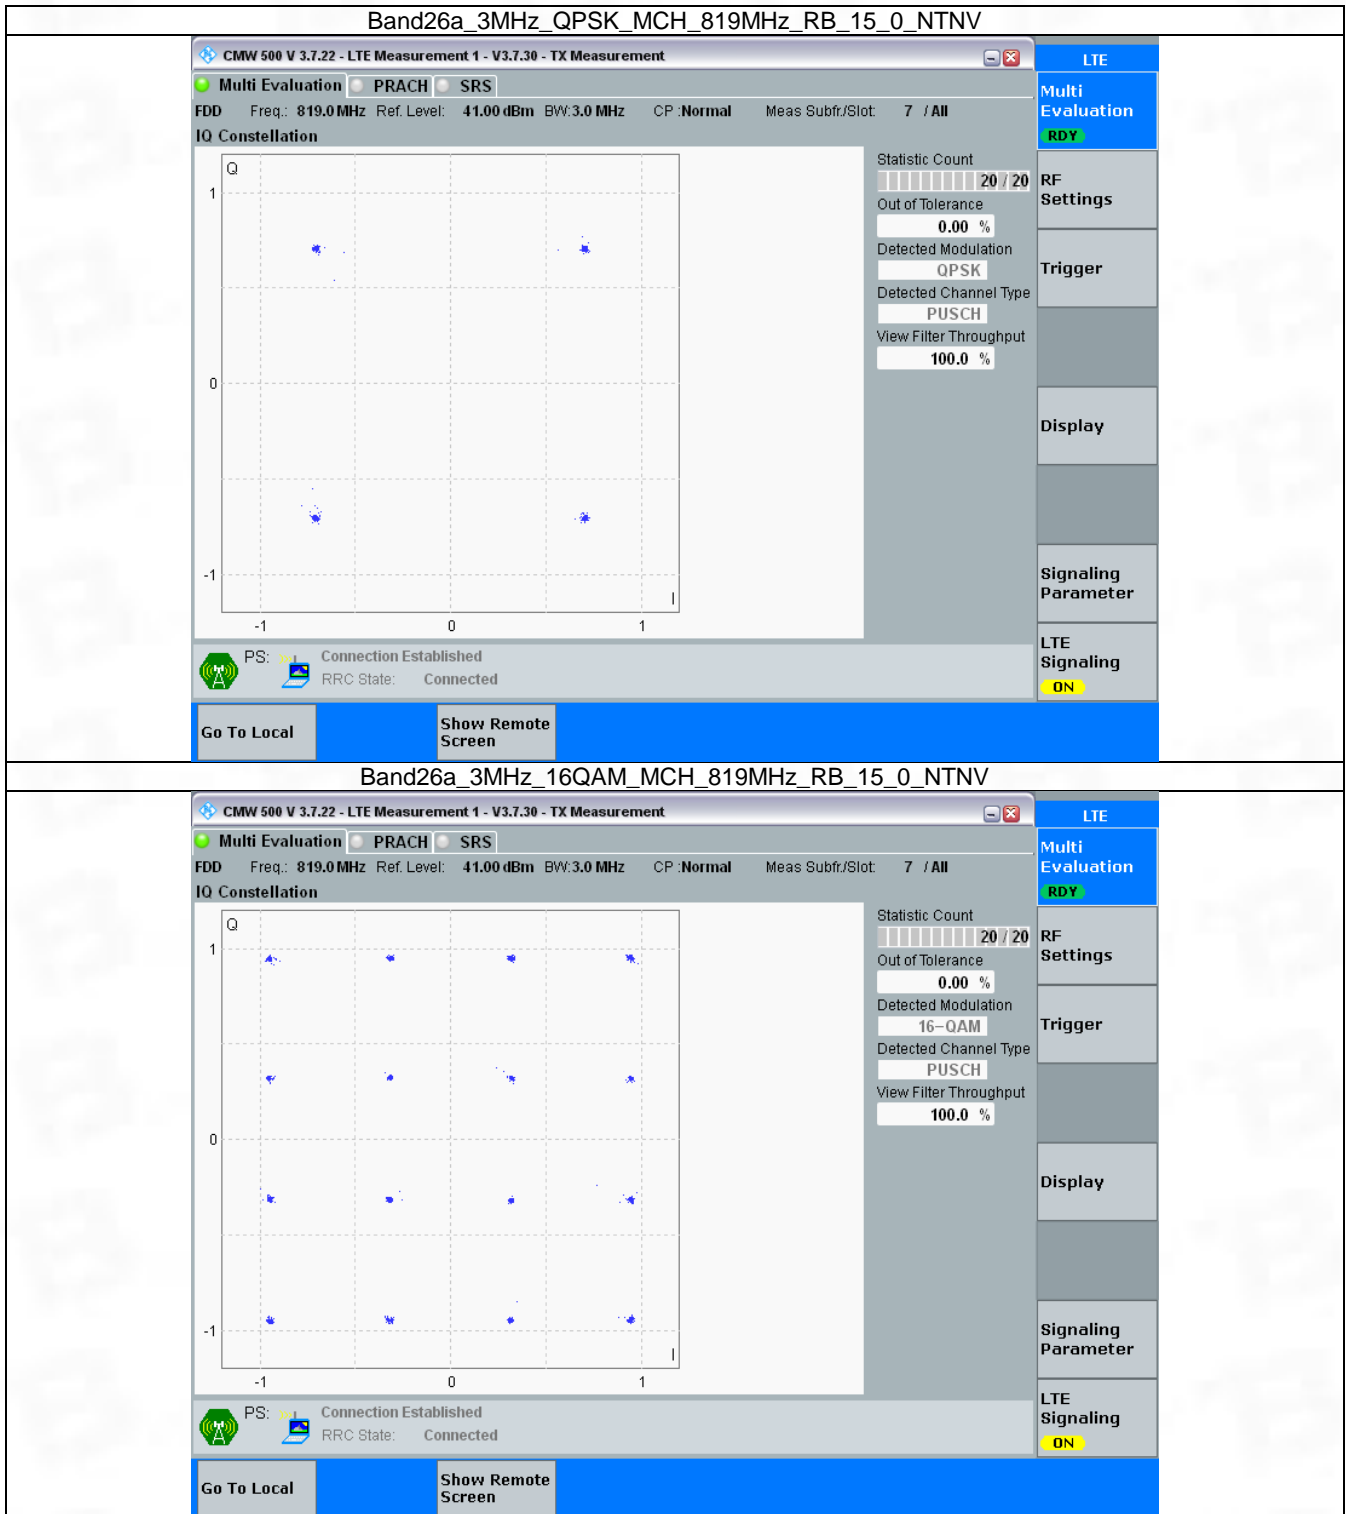 Band26a_3MHz_QPSK_MCH_819MHz_RB_15_0_NTNV
CMW 500 V 3.7.22 - LTE Measurement 1 - V3.7.30 - TX Measurement
LTE
Multi Evaluation PRACH SRS
FDD Freq.: 819.0 MHz Ref. Level: 41.00 dBm BW: 3.0 MHz CP : Normal Meas Subfr./Slot: 7 / All
IQ Constellation
Q
1
0
-1
I
-1 0 1
Statistic Count
20 / 20
Out of Tolerance
0.00 %
Detected Modulation
QPSK
Detected Channel Type
PUSCH
View Filter Throughput
100.0 %
Multi
Evaluation
RDY
RF
Settings
Trigger
Display
Signaling
Parameter
LTE
Signaling
ON
PS: Connection Established
RRC State: Connected
Go To Local
Show Remote
Screen
Band26a_3MHz_16QAM_MCH_819MHz_RB_15_0_NTNV
CMW 500 V 3.7.22 - LTE Measurement 1 - V3.7.30 - TX Measurement
LTE
Multi Evaluation PRACH SRS
FDD Freq.: 819.0 MHz Ref. Level: 41.00 dBm BW: 3.0 MHz CP : Normal Meas Subfr./Slot: 7 / All
IQ Constellation
Q
1
0
-1
I
-1 0 1
Statistic Count
20 / 20
Out of Tolerance
0.00 %
Detected Modulation
16-QAM
Detected Channel Type
PUSCH
View Filter Throughput
100.0 %
Multi
Evaluation
RDY
RF
Settings
Trigger
Display
Signaling
Parameter
LTE
Signaling
ON
PS: Connection Established
RRC State: Connected
Go To Local
Show Remote
Screen